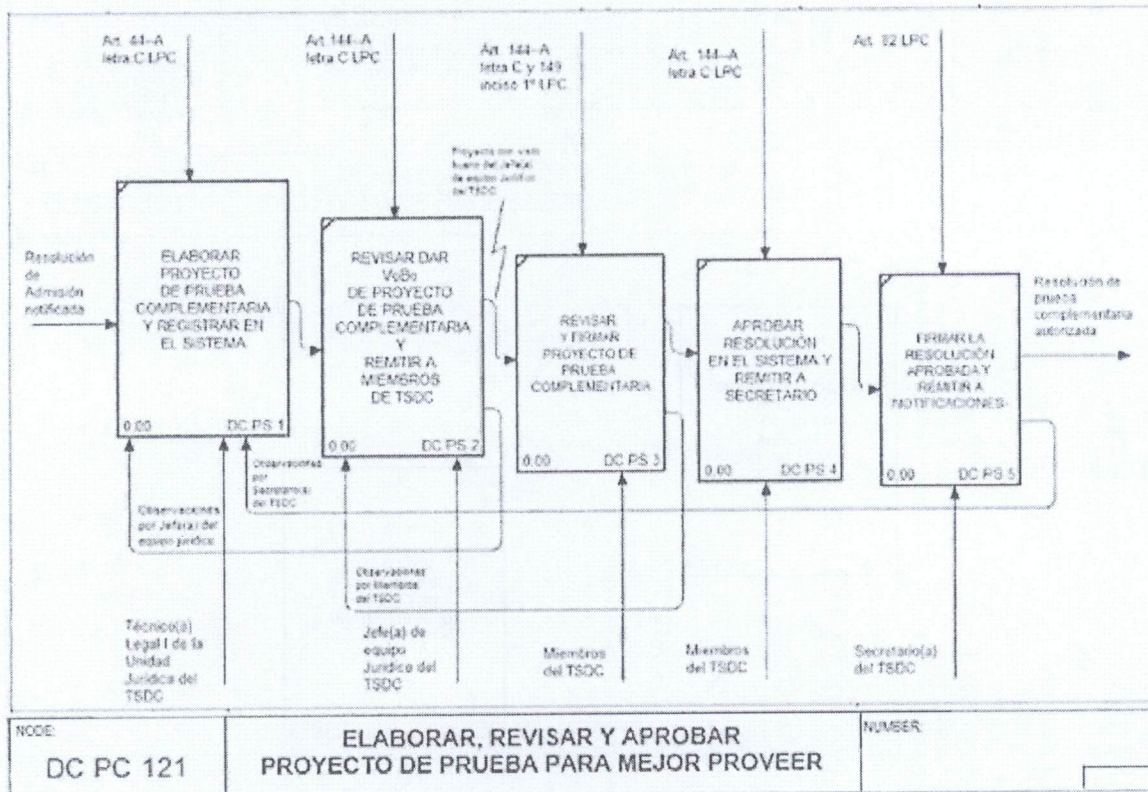 Art. 44-A
letra C LPC
Art. 144-A
letra C LPC
Art. 144-A
letra C y 149
inciso 1º LPC
Art. 144-A
letra C LPC
Art. 82 LPC
Proyecto con visto
bueno del Jefe(a)
de equipo Jurídico
del TSDC
Resolución
de
Admisión
notificada
ELABORAR
PROYECTO
DE PRUEBA
COMPLEMENTARIA
Y REGISTRAR EN
EL SISTEMA
0.00 DC PS 1
REVISAR DAR
VoBo
DE PROYECTO
DE PRUEBA
COMPLEMENTARIA
Y
REMITIR A
MIEMBROS
DE TSDC
0.00 DC PS 2
REVISAR
Y FIRMAR
PROYECTO DE
PRUEBA
COMPLEMENTARIA
0.00 DC PS 3
APROBAR
RESOLUCIÓN
EN EL SISTEMA Y
REMITIR A
SECRETARIO
0.00 DC PS 4
FIRMAR LA
RESOLUCIÓN
APROBADA Y
REMITIR A
NOTIFICACIONES-
0.00 DC PS 5
Resolución de
prueba
complementaria
autorizada
Observaciones
por
Secretario(a)
del TSDC
Observaciones
por Jefe(a) del
equipo jurídico
Observaciones
por Miembros
del TSDC
Técnico(a)
Legal I de la
Unidad
Jurídica del
TSDC
Jefe(a) de
equipo
Jurídico del
TSDC
Miembros
del TSDC
Miembros
del TSDC
Secretario(a)
del TSDC
NODE:
DC PC 121
ELABORAR, REVISAR Y APROBAR
PROYECTO DE PRUEBA PARA MEJOR PROVEER
NUMBER: